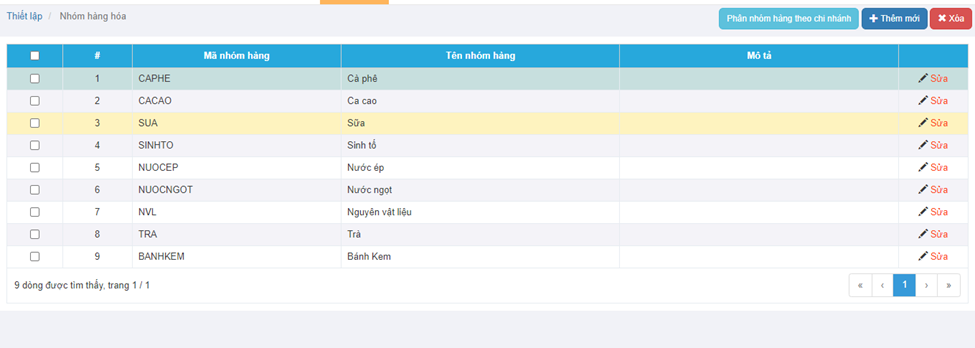 Thiết lập / Nhóm hàng hóa
Phân nhóm hàng theo chi nhánh
Thêm mới
Xóa
# Mã nhóm hàng Tên nhóm hàng Mô tả
1 CAPHE Cà phê Sửa
2 CACAO Ca cao Sửa
3 SUA Sữa Sửa
4 SINHTO Sinh tố Sửa
5 NUOCEP Nước ép Sửa
6 NUOCNGOT Nước ngọt Sửa
7 NVL Nguyên vật liệu Sửa
8 TRA Trà Sửa
9 BANHKEM Bánh Kem Sửa
9 dòng được tìm thấy, trang 1 / 1
« ‹ 1 › »